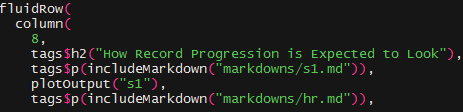 fluidRow(
column(
8,
tags$h2("How Record Progression is Expected to Look"),
tags$p(includeMarkdown("markdowns/s1.md")),
plotOutput("s1"),
tags$p(includeMarkdown("markdowns/hr.md")),